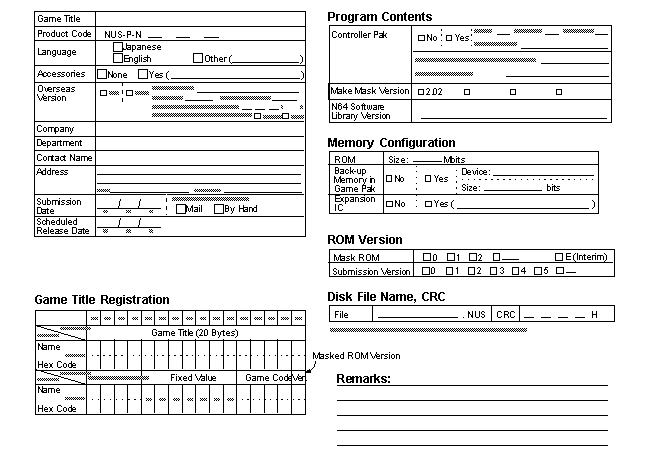 Game Title
Product Code NUS-P-N
Language
Japanese
English Other ( )
Accessories None Yes ( )
Overseas
Version
Company
Department
Contact Name
Address
Submission
Date
Mail By Hand
Scheduled
Release Date
Game Title Registration
Game Title (20 Bytes)
Name
Hex Code
Fixed Value Game Code Ver.
Name
Hex Code
Masked ROM Version
Program Contents
Controller Pak No Yes
Make Mask Version 2.02
N64 Software
Library Version
Memory Configuration
ROM Size: Mbits
Back-up
Memory in
Game Pak
No Yes
Device:
Size: bits
Expansion
IC
No Yes ( )
ROM Version
Mask ROM 0 1 2 E(Interim)
Submission Version 0 1 2 3 4 5
Disk File Name, CRC
File . NUS CRC H
Remarks: